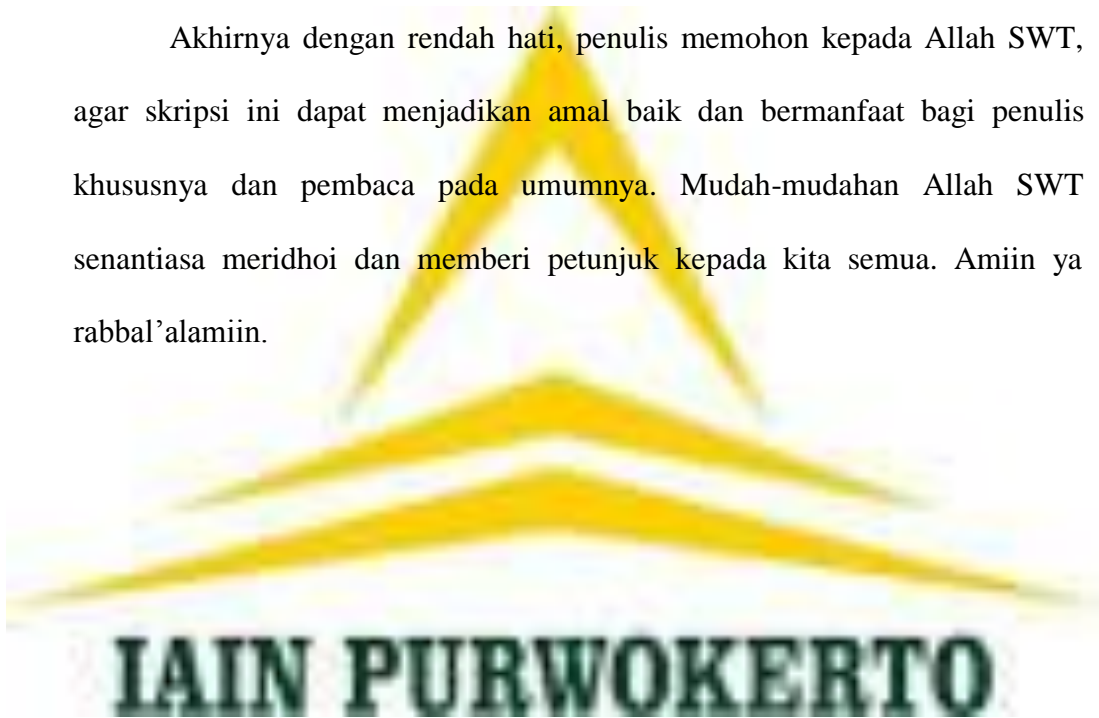 Akhirnya dengan rendah hati, penulis memohon kepada Allah SWT,
agar skripsi ini dapat menjadikan amal baik dan bermanfaat bagi penulis
khususnya dan pembaca pada umumnya. Mudah-mudahan Allah SWT
senantiasa meridhoi dan memberi petunjuk kepada kita semua. Amiin ya
rabbal’alamiin.
IAIN PURWOKERTO